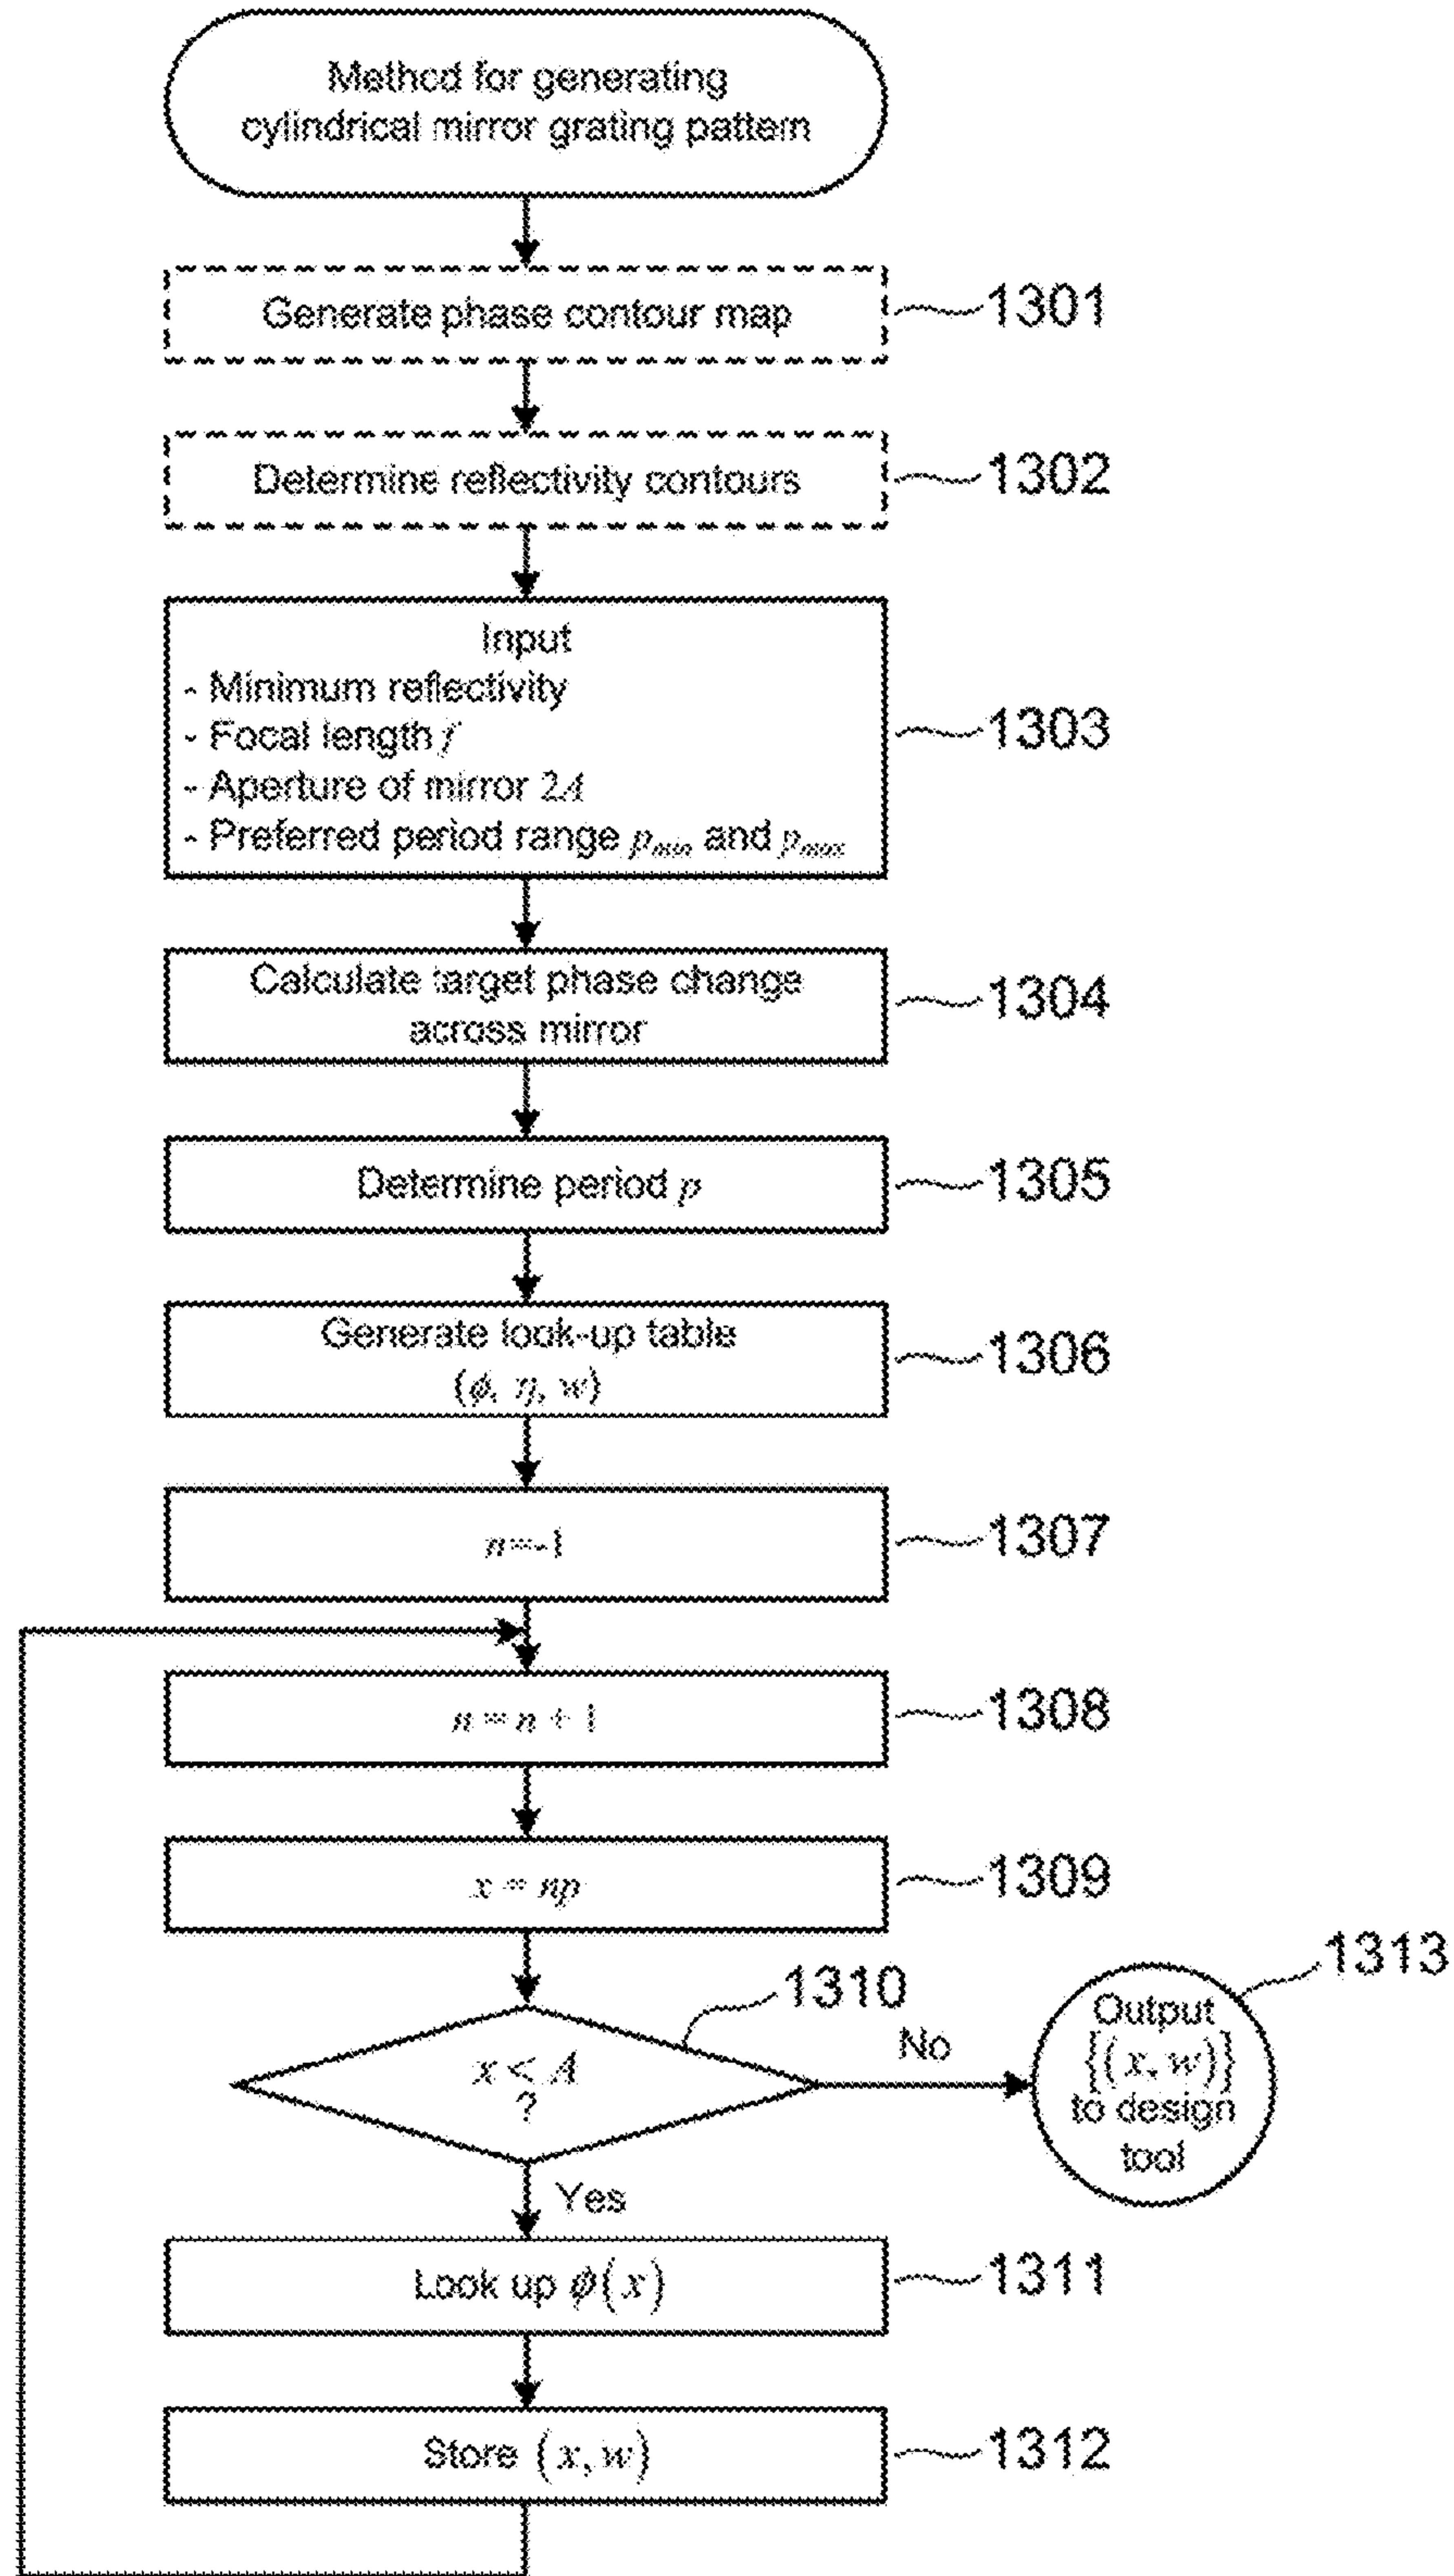 Method for generating
cylindrical mirror grating pattern
Generate phase contour map
1301
Determine reflectivity contours
1302
Input
- Minimum reflectivity
- Focal length f
- Aperture of mirror 2A
- Preferred period range p_min and p_max
1303
Calculate target phase change
across mirror
1304
Determine period p
1305
Generate look-up table
(ϕ, η, w)
1306
n=-1
1307
n = n + 1
1308
x = np
1309
1310
x < A
?
No
1313
Output
{(x, w)}
to design
tool
Yes
Look up ϕ(x)
1311
Store (x, w)
1312